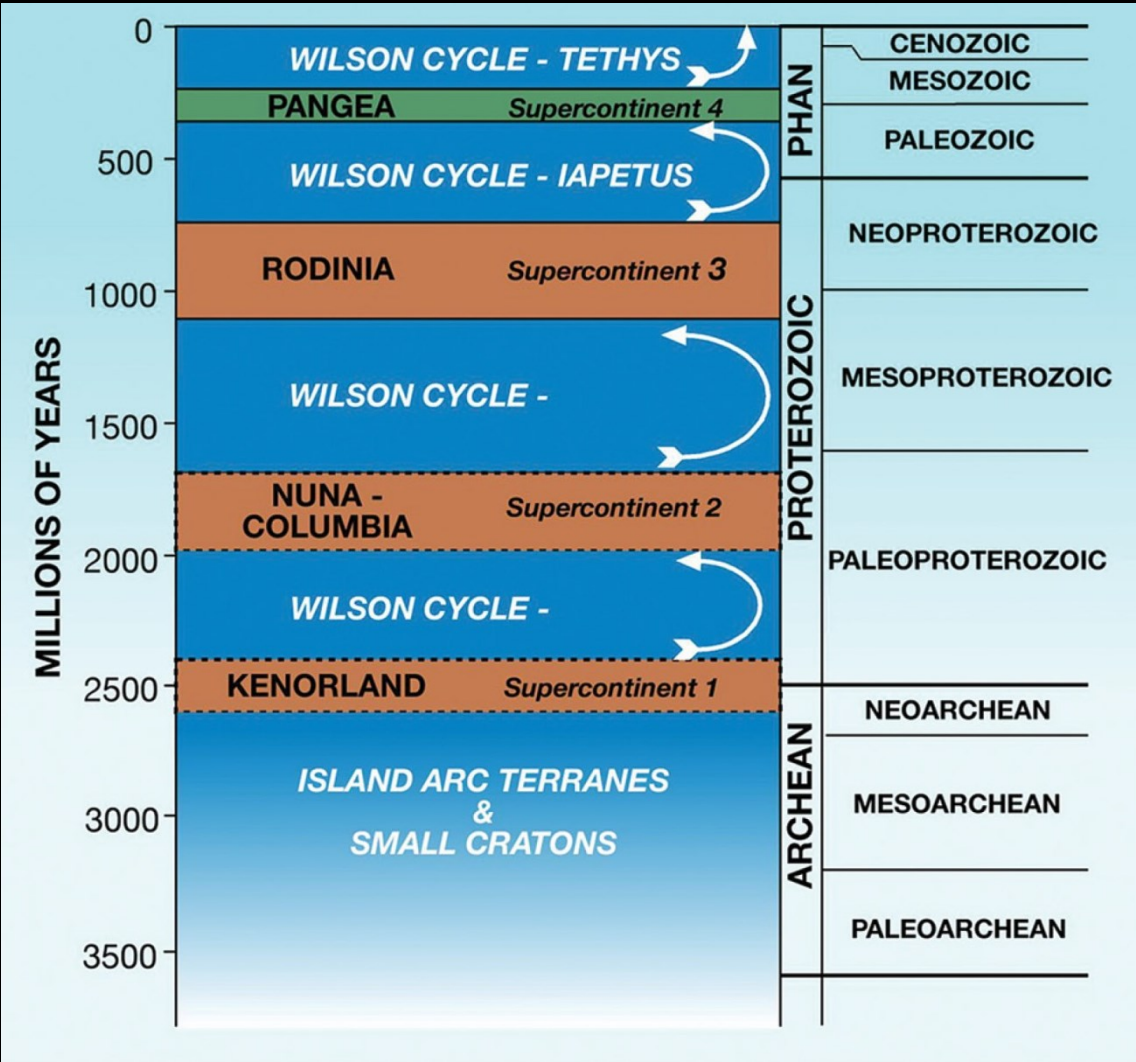 0
500
1000
1500
2000
2500
3000
3500
MILLIONS OF YEARS
WILSON CYCLE - TETHYS
PANGEA Supercontinent 4
WILSON CYCLE - IAPETUS
RODINIA Supercontinent 3
WILSON CYCLE -
NUNA -
COLUMBIA
Supercontinent 2
WILSON CYCLE -
KENORLAND Supercontinent 1
ISLAND ARC TERRANES
&
SMALL CRATONS
PHAN
PROTEROZOIC
ARCHEAN
CENOZOIC
MESOZOIC
PALEOZOIC
NEOPROTEROZOIC
MESOPROTEROZOIC
PALEOPROTEROZOIC
NEOARCHEAN
MESOARCHEAN
PALEOARCHEAN